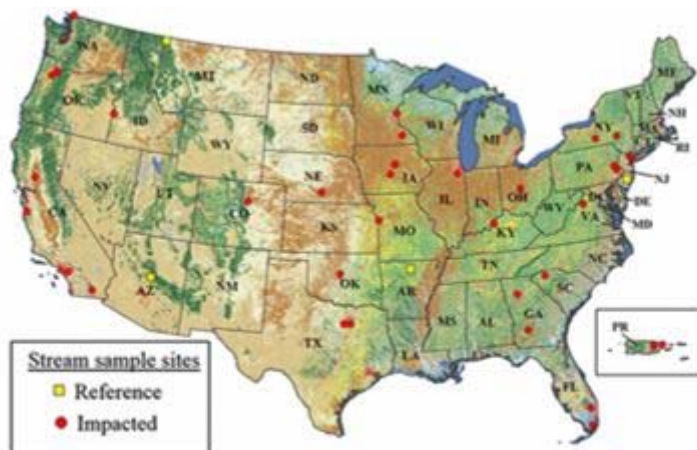 WA
MT
ND
MN
ME
VT
NH
OR
ID
SD
WI
MI
NY
MA
RI
WY
NE
IA
PA
NJ
NV
UT
CO
IL
IN
OH
WV
DE
VA
MD
CA
KS
MO
KY
NC
TN
AZ
NM
OK
AR
SC
MS
AL
GA
TX
LA
FL
PR
Stream sample sites
Reference
Impacted